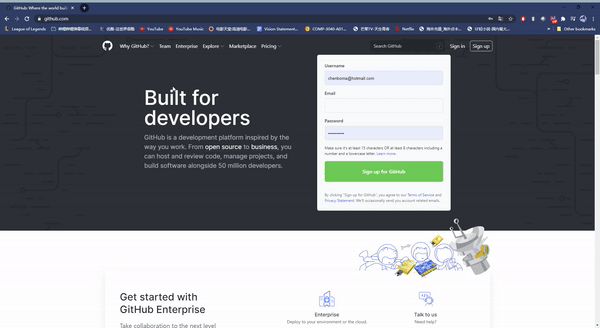 GitHub: Where the world buil
github.com
League of Legends
YouTube
YouTube Music
Vision Statement...
Netflix
Other bookmarks
Why GitHub?
Team
Enterprise
Explore
Marketplace
Pricing
Search GitHub
Sign in
Sign up
Built for
developers
GitHub is a development platform inspired by the
way you work. From open source to business, you
can host and review code, manage projects, and
build software alongside 50 million developers.
Username
chenboma@hotmail.com
Email
Password
Make sure it's at least 15 characters OR at least 8 characters including a
number and a lowercase letter. Learn more.
Sign up for GitHub
By clicking "Sign up for GitHub", you agree to our Terms of Service and
Privacy Statement. We'll occasionally send you account related emails.
Get started with
GitHub Enterprise
Take collaboration to the next level
Enterprise
Deploy to your environment or the cloud.
Talk to us
Need help?